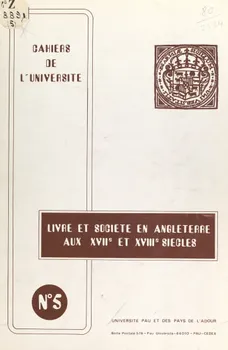 CAHIERS
DE
L'UNIVERSITE
LIVRE ET SOCIETE EN ANGLETERRE
AUX XVIIe ET XVIIIe SIECLES
N°5
UNIVERSITE PAU ET DES PAYS DE L'ADOUR